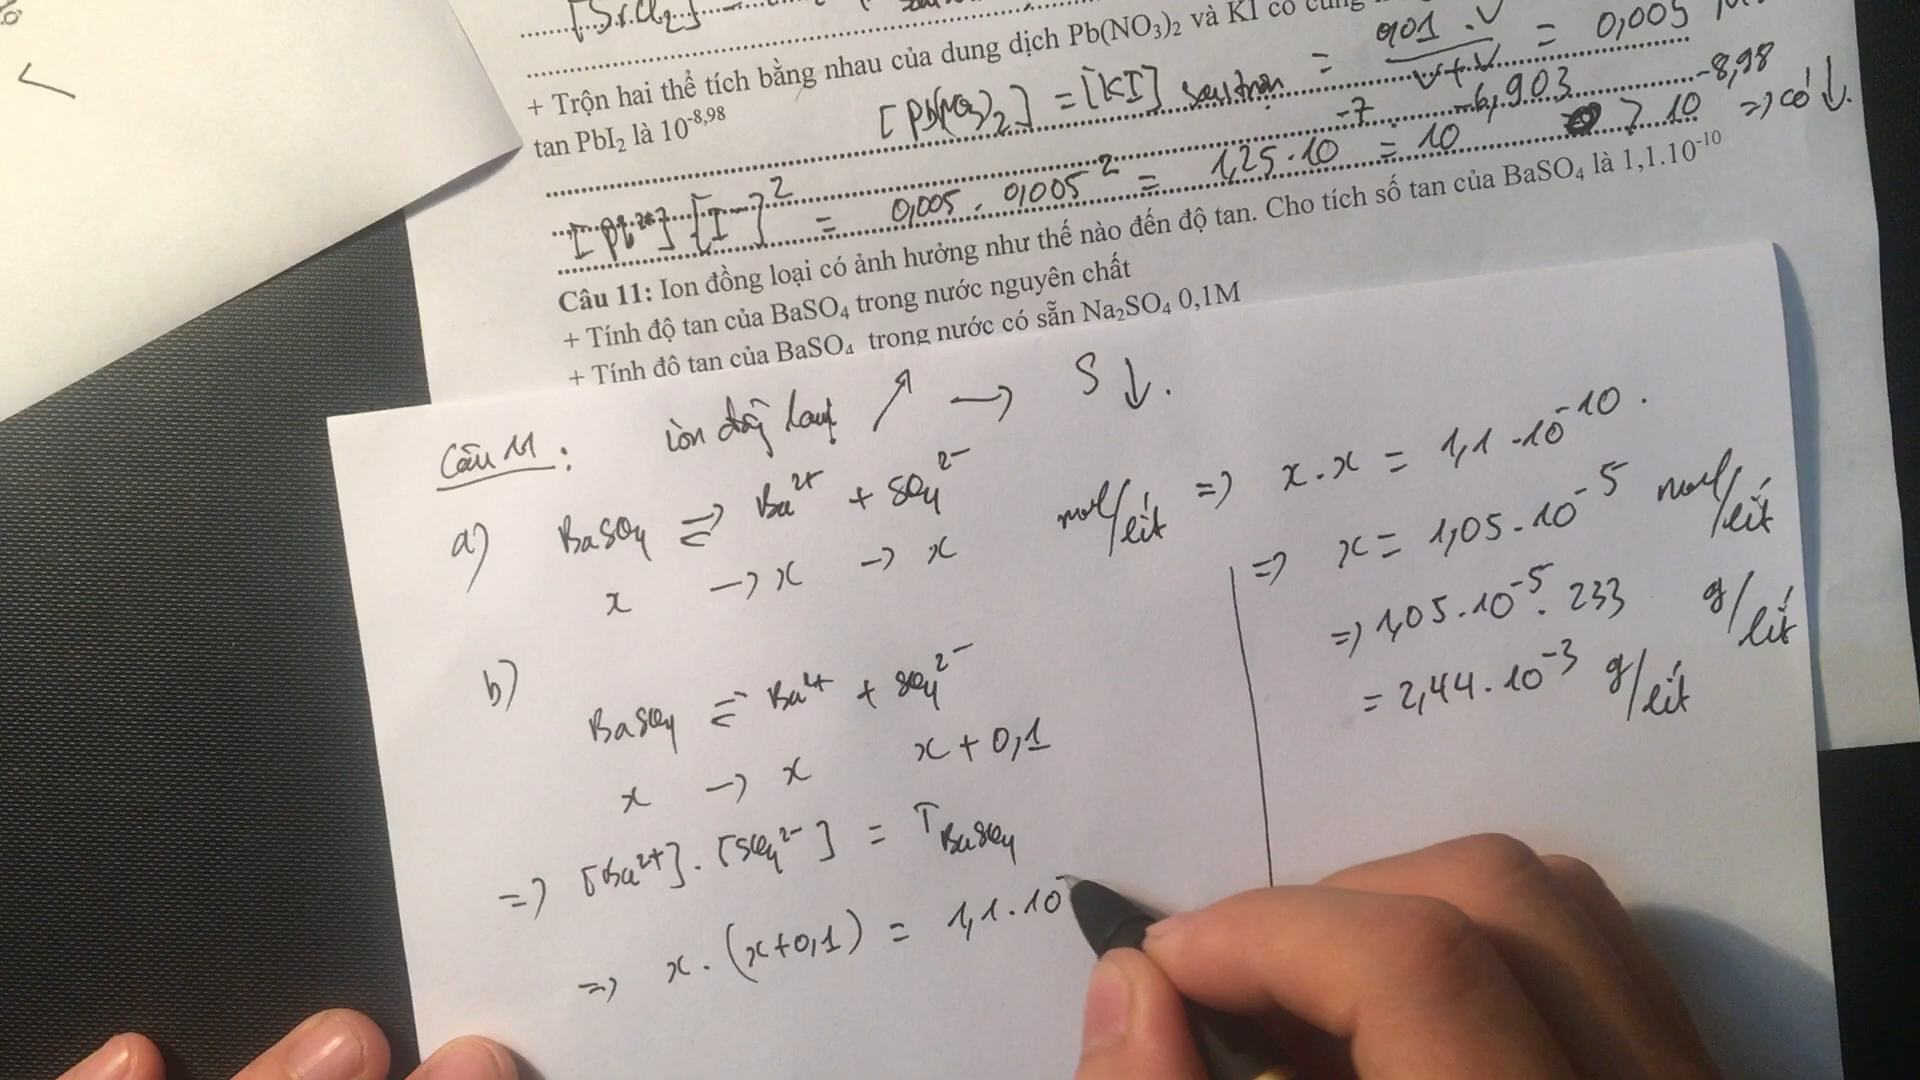 [SrCl₂]
+ Trộn hai thể tích bằng nhau của dung dịch Pb(NO₃)₂ và KI có cùng
tan PbI₂ là 10⁻⁸,⁹⁸
[Pb(NO₃)₂] = [KI] sau trộn = 0,01 . V / V + V = 0,005 M
[Pb²⁺] [I⁻]² = 0,005 . 0,005² = 1,25 . 10⁻⁷ = 10⁻⁶,⁹⁰³ > 10⁻⁸,⁹⁸ => có ↓.
Câu 11: Ion đồng loại có ảnh hưởng như thế nào đến độ tan. Cho tích số tan của BaSO₄ là 1,1.10⁻¹⁰
+ Tính độ tan của BaSO₄ trong nước nguyên chất
+ Tính độ tan của BaSO₄ trong nước có sẵn Na₂SO₄ 0,1M
Câu 11: ion đồng loại ↗ → S ↓.
a) BaSO₄ ⇌ Ba²⁺ + SO₄²⁻
x → x → x mol/lít => x . x = 1,1 . 10⁻¹⁰.
=> x = 1,05 . 10⁻⁵ mol/lít
=> 1,05 . 10⁻⁵ . 233 g/lít
= 2,44 . 10⁻³ g/lít
b) BaSO₄ ⇌ Ba²⁺ + SO₄²⁻
x → x x + 0,1
=> [Ba²⁺] . [SO₄²⁻] = T BaSO₄
=> x . (x + 0,1) = 1,1 . 10⁻